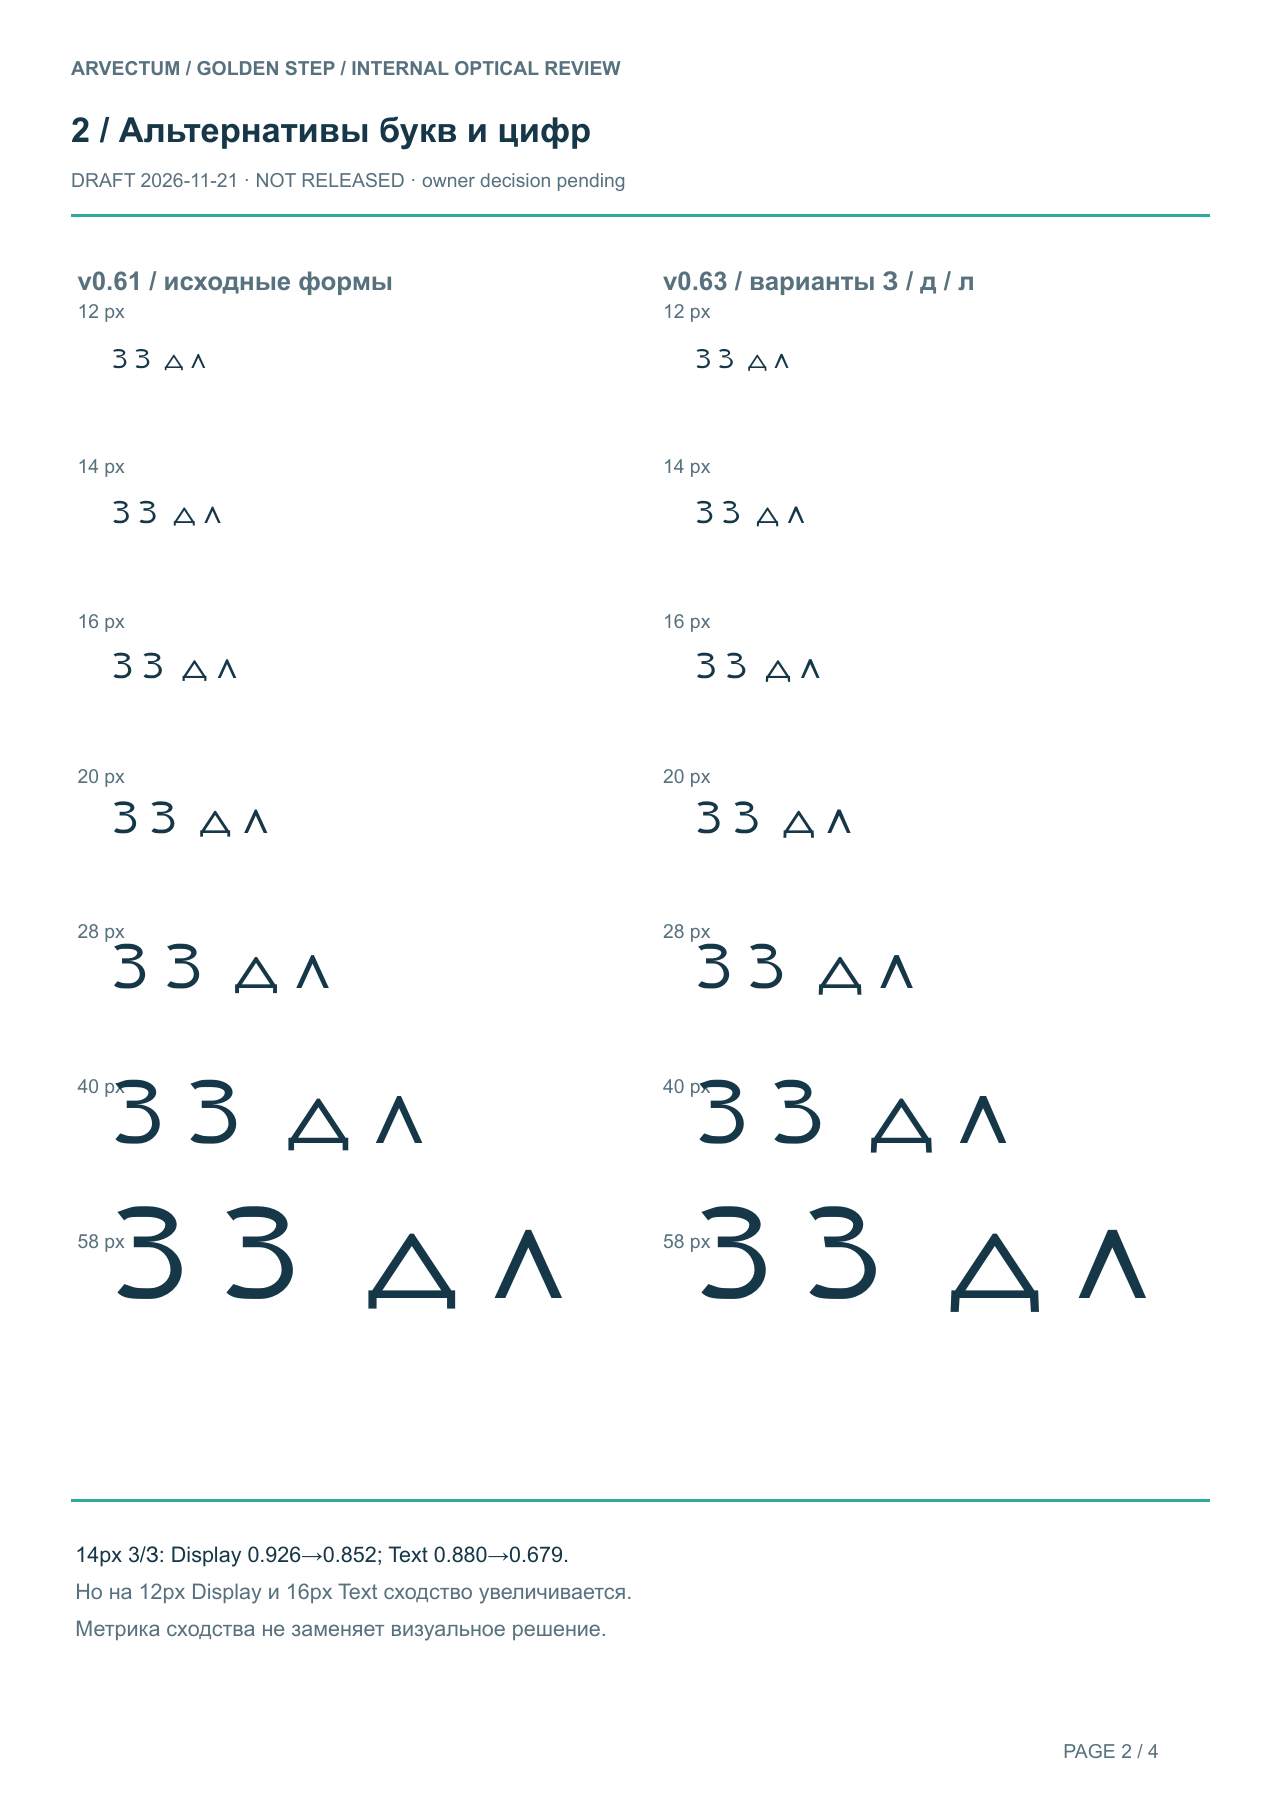 ARVECTUM / GOLDEN STEP / INTERNAL OPTICAL REVIEW
2 / Альтернативы букв и цифр
DRAFT 2026-11-21 · NOT RELEASED · owner decision pending
v0.61 / исходные формы
12 px
3 З д л
14 px
3 З д л
16 px
3 З д л
20 px
3 З д л
28 px
3 З д л
40 px
3 З д л
58 px
3 З д л
v0.63 / варианты З / д / л
12 px
3 З д л
14 px
3 З д л
16 px
3 З д л
20 px
3 З д л
28 px
3 З д л
40 px
3 З д л
58 px
3 З д л
14px 3/З: Display 0.926→0.852; Text 0.880→0.679.
Но на 12px Display и 16px Text сходство увеличивается.
Метрика сходства не заменяет визуальное решение.
PAGE 2 / 4